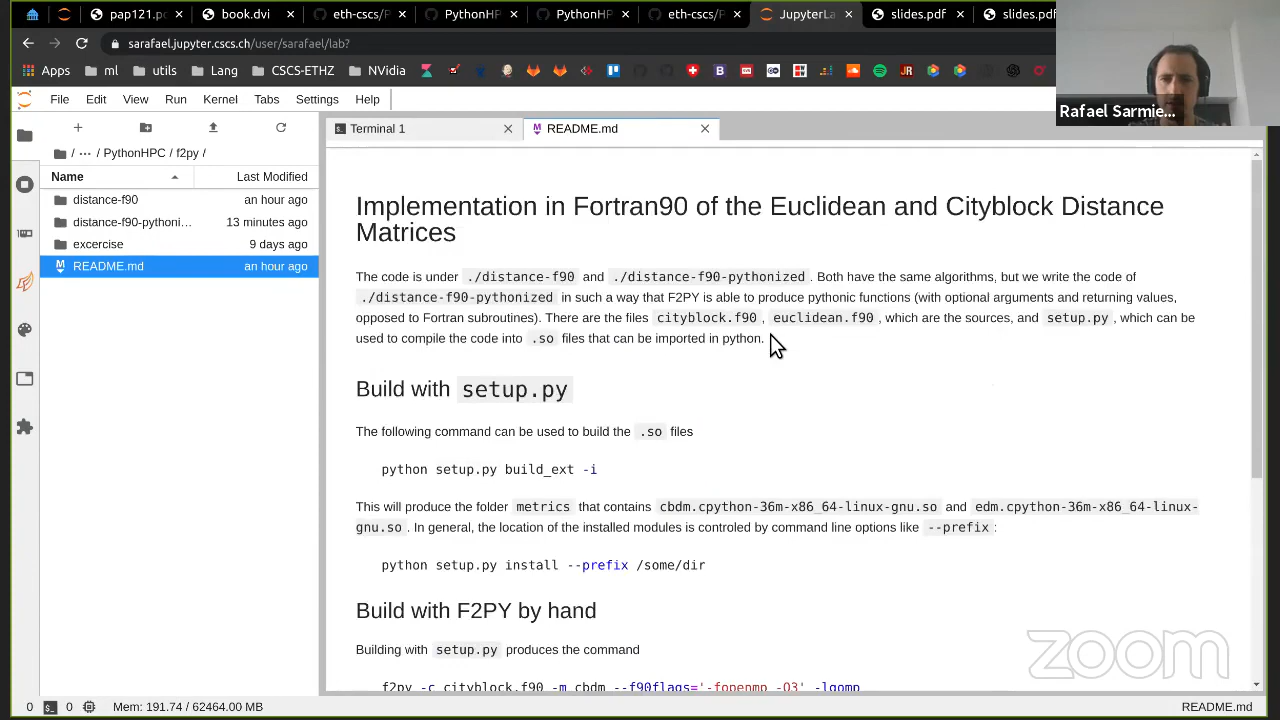 pap121.p
book.dvi
eth-cscs/P
PythonHP
PythonHP
eth-cscs/P
JupyterLa
slides.pdf
slides.pdf
sarafael.jupyter.cscs.ch/user/sarafael/lab?
Apps
ml
utils
Lang
CSCS-ETHZ
NVidia
Rafael Sarmie...
File Edit View Run Kernel Tabs Settings Help
Terminal 1
README.md
/ ... / PythonHPC / f2py /
Name
Last Modified
distance-f90
an hour ago
distance-f90-pythoni...
13 minutes ago
excercise
9 days ago
README.md
an hour ago
Implementation in Fortran90 of the Euclidean and Cityblock Distance
Matrices
The code is under ./distance-f90 and ./distance-f90-pythonized . Both have the same algorithms, but we write the code of
./distance-f90-pythonized in such a way that F2PY is able to produce pythonic functions (with optional arguments and returning values,
opposed to Fortran subroutines). There are the files cityblock.f90 , euclidean.f90 , which are the sources, and setup.py , which can be
used to compile the code into .so files that can be imported in python.
Build with setup.py
The following command can be used to build the .so files
python setup.py build_ext -i
This will produce the folder metrics that contains cbdm.cpython-36m-x86_64-linux-gnu.so and edm.cpython-36m-x86_64-linux-
gnu.so . In general, the location of the installed modules is controled by command line options like --prefix :
python setup.py install --prefix /some/dir
Build with F2PY by hand
Building with setup.py produces the command
f2py -c cityblock.f90 -m cbdm --f90flags='-fopenmp -O3' -lgomp
zoom
0
0
Mem: 191.74 / 62464.00 MB
README.md